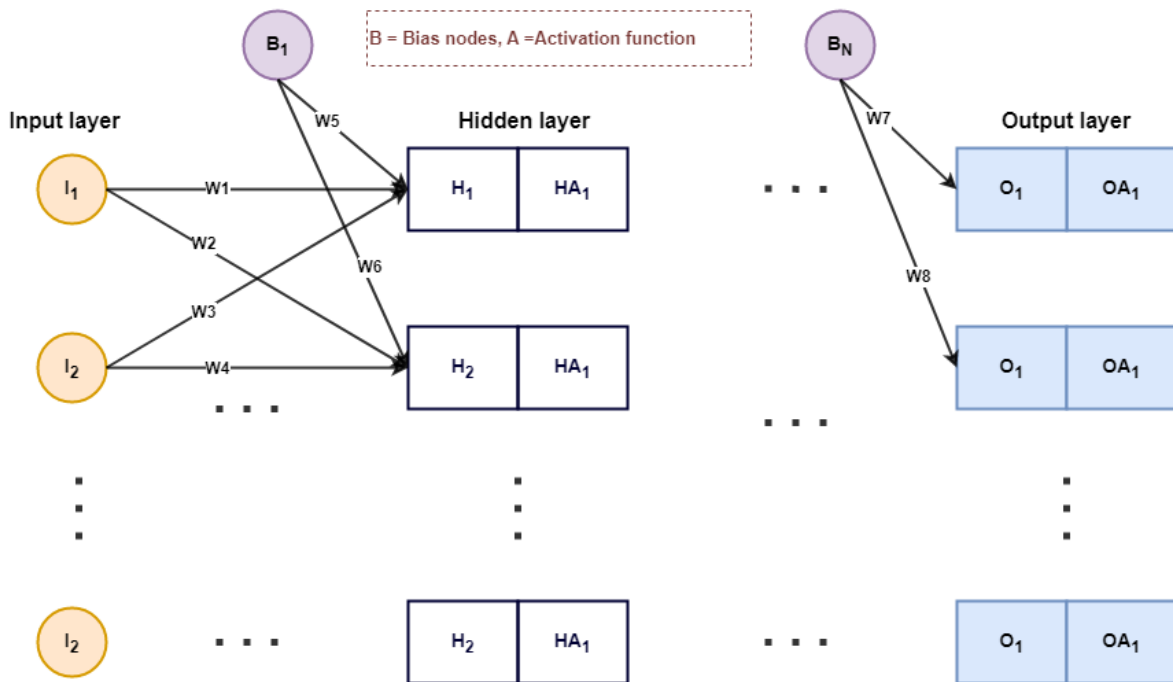 B1
B = Bias nodes, A =Activation function
BN
W5
W7
Input layer
Hidden layer
Output layer
I1
W1
H1
HA1
O1
OA1
W2
W6
W8
W3
I2
W4
H2
HA1
O1
OA1
I2
H2
HA1
O1
OA1